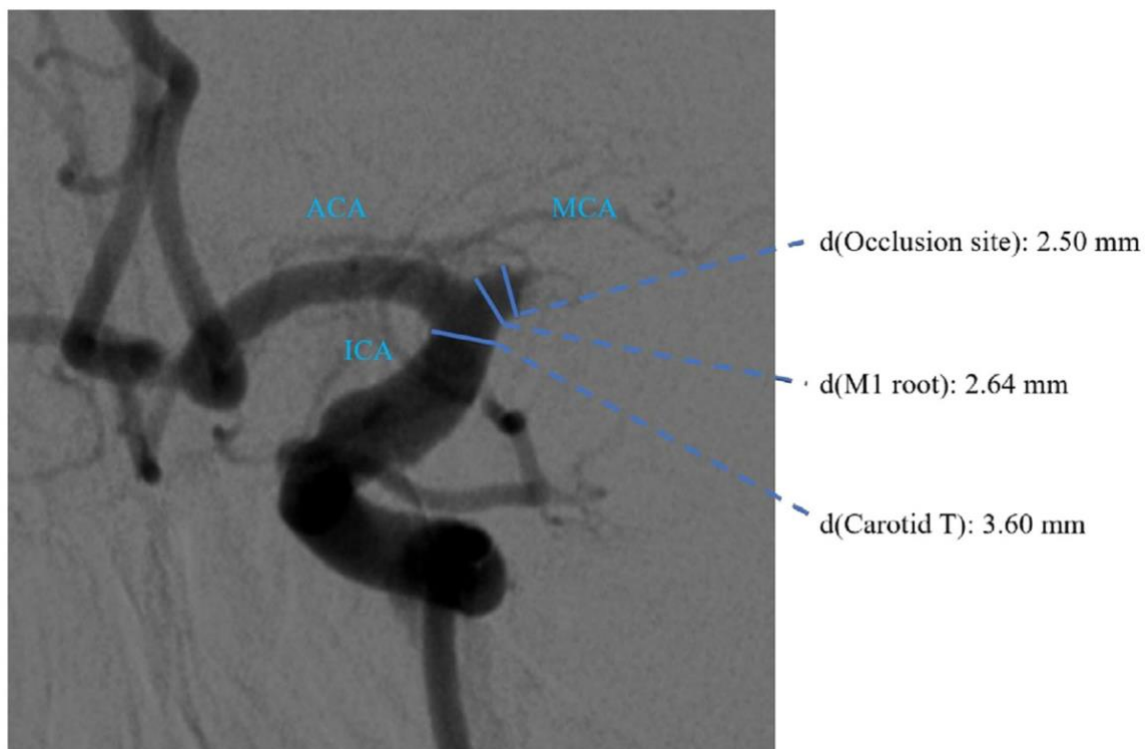 ACA
MCA
d(Occlusion site): 2.50 mm
ICA
d(M1 root): 2.64 mm
d(Carotid T): 3.60 mm